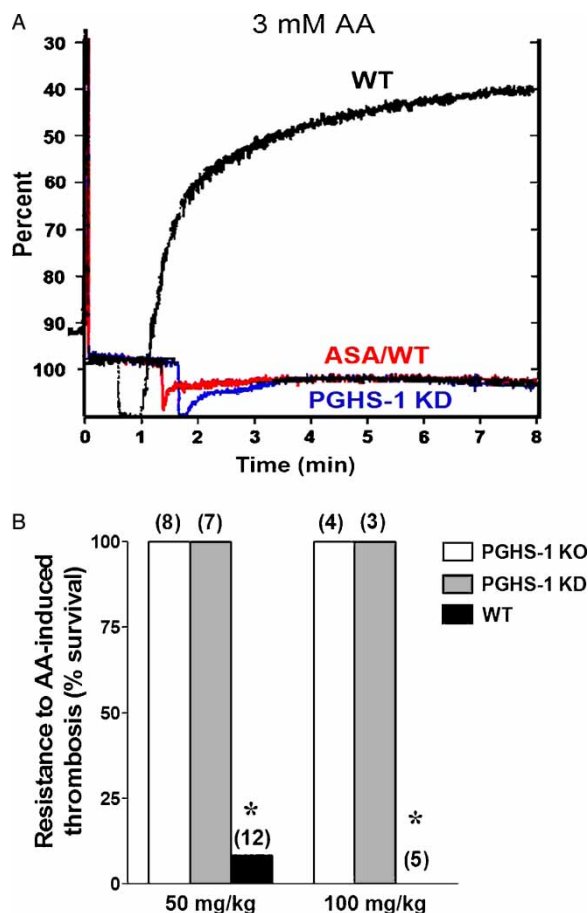 A
3 mM AA
30
40
50
60
70
80
90
100
Percent
WT
ASA/WT
PGHS-1 KD
0 1 2 3 4 5 6 7 8
Time (min)
B
Resistance to AA-induced
thrombosis (% survival)
100
75
50
25
0
(8) (7) (4) (3)
*
(12)
*
(5)
PGHS-1 KO
PGHS-1 KD
WT
50 mg/kg 100 mg/kg